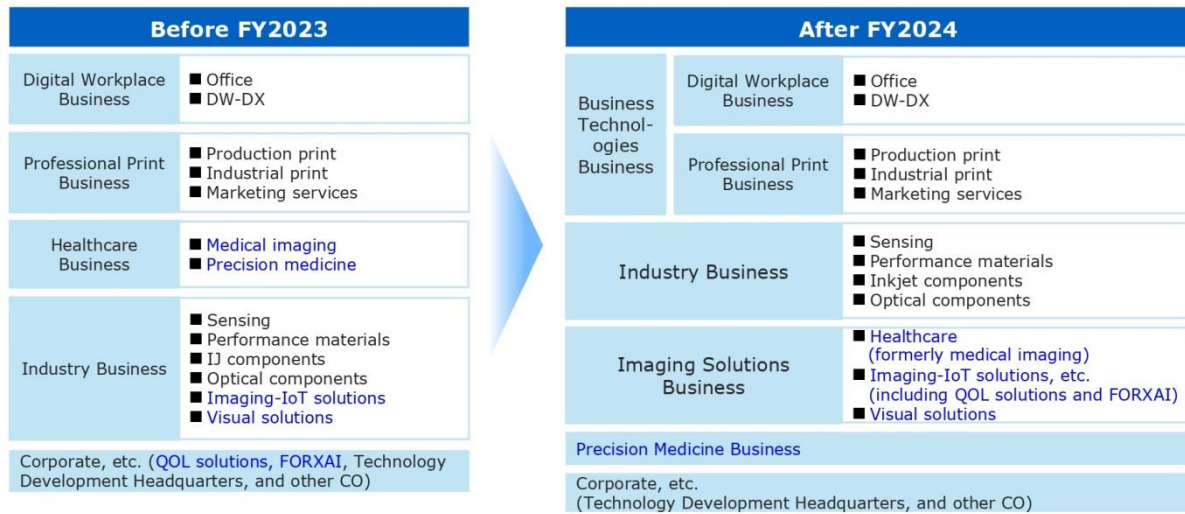 Before FY2023
Digital Workplace
Business
■ Office
■ DW-DX
Professional Print
Business
■ Production print
■ Industrial print
■ Marketing services
Healthcare
Business
■ Medical imaging
■ Precision medicine
Industry Business
■ Sensing
■ Performance materials
■ IJ components
■ Optical components
■ Imaging-IoT solutions
■ Visual solutions
Corporate, etc. (QOL solutions, FORXAI, Technology
Development Headquarters, and other CO)
After FY2024
Business
Technol-
ogies
Business
Digital Workplace
Business
■ Office
■ DW-DX
Professional Print
Business
■ Production print
■ Industrial print
■ Marketing services
Industry Business
■ Sensing
■ Performance materials
■ Inkjet components
■ Optical components
Imaging Solutions
Business
■ Healthcare
(formerly medical imaging)
■ Imaging-IoT solutions, etc.
(including QOL solutions and FORXAI)
■ Visual solutions
Precision Medicine Business
Corporate, etc.
(Technology Development Headquarters, and other CO)